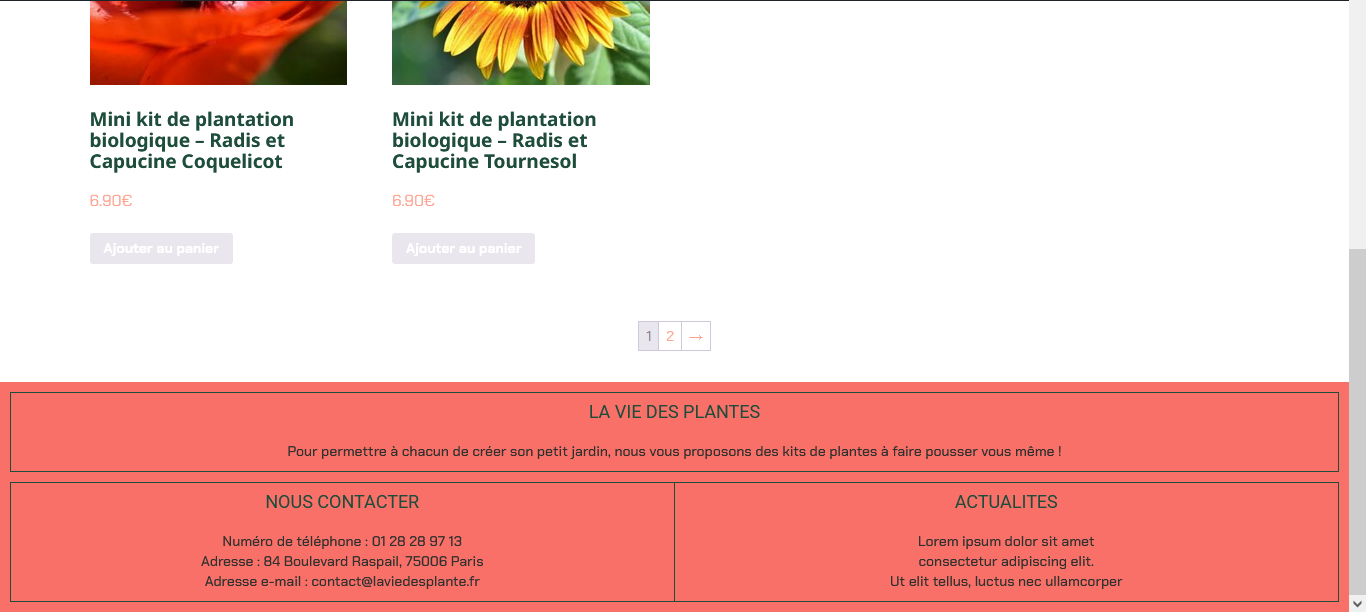 Mini kit de plantation
biologique – Radis et
Capucine Coquelicot
6.90€
Ajouter au panier
Mini kit de plantation
biologique – Radis et
Capucine Tournesol
6.90€
Ajouter au panier
1 2 →
LA VIE DES PLANTES
Pour permettre à chacun de créer son petit jardin, nous vous proposons des kits de plantes à faire pousser vous même !
NOUS CONTACTER
Numéro de téléphone : 01 28 28 97 13
Adresse : 84 Boulevard Raspail, 75006 Paris
Adresse e-mail : contact@laviedesplante.fr
ACTUALITES
Lorem ipsum dolor sit amet
consectetur adipiscing elit.
Ut elit tellus, luctus nec ullamcorper